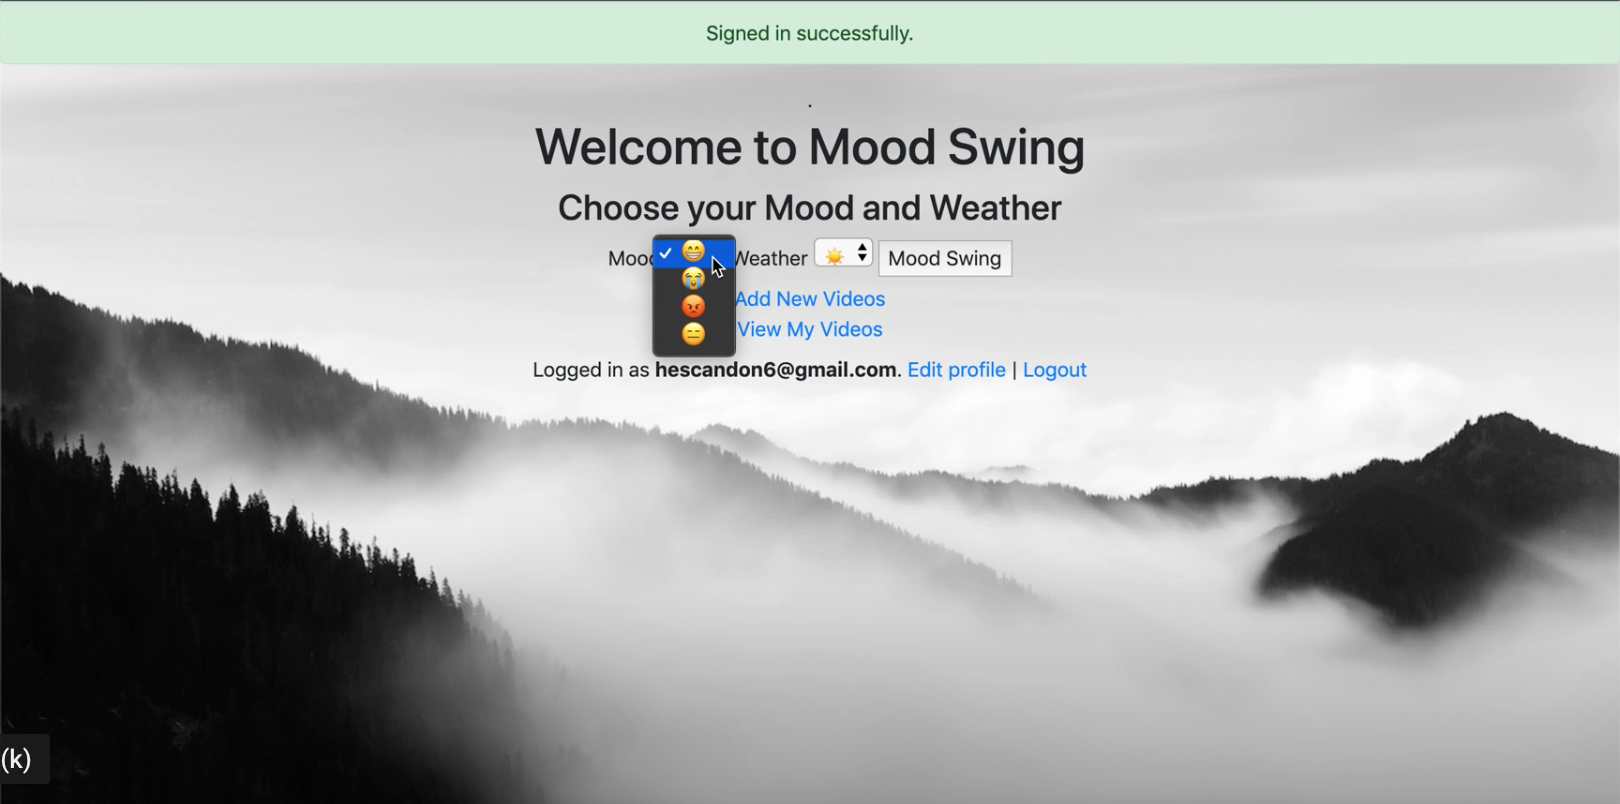 Signed in successfully.
.
Welcome to Mood Swing
Choose your Mood and Weather
Mood 😁 Weather ☀️ Mood Swing
😭
😡
😑
Add New Videos
View My Videos
Logged in as hescandon6@gmail.com. Edit profile | Logout
(k)